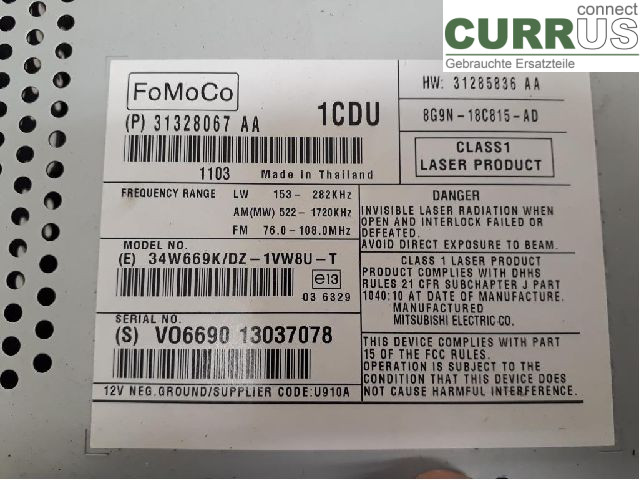 connect
CURRUS
Gebrauchte Ersatzteile
FoMoCo
1CDU
(P) 31328067 AA
1103 Made in Thailand
HW: 31285836 AA
8G9N-18C815-AD
CLASS1
LASER PRODUCT
FREQUENCY RANGE LW 153- 282KHz
AM(MW) 522-1720KHz
FM 76.0-108.0MHz
MODEL NO.
(E) 34W669K/DZ-1VW8U-T
e13
03 6329
SERIAL NO.
(S) V06690 13037078
12V NEG.GROUND/SUPPLIER CODE:U910A
DANGER
INVISIBLE LASER RADIATION WHEN
OPEN AND INTERLOCK FAILED OR
DEFEATED.
AVOID DIRECT EXPOSURE TO BEAM.
CLASS 1 LASER PRODUCT
PRODUCT COMPLIES WITH DHHS
RULES 21 CFR SUBCHAPTER J PART
1040:10 AT DATE OF MANUFACTURE.
MANUFACTURED
MITSUBISHI ELECTRIC CO.
THIS DEVICE COMPLIES WITH PART
15 OF THE FCC RULES.
OPERATION IS SUBJECT TO THE
CONDITION THAT THIS DEVICE DOES
NOT CAUSE HARMFUL INTERFERENCE.